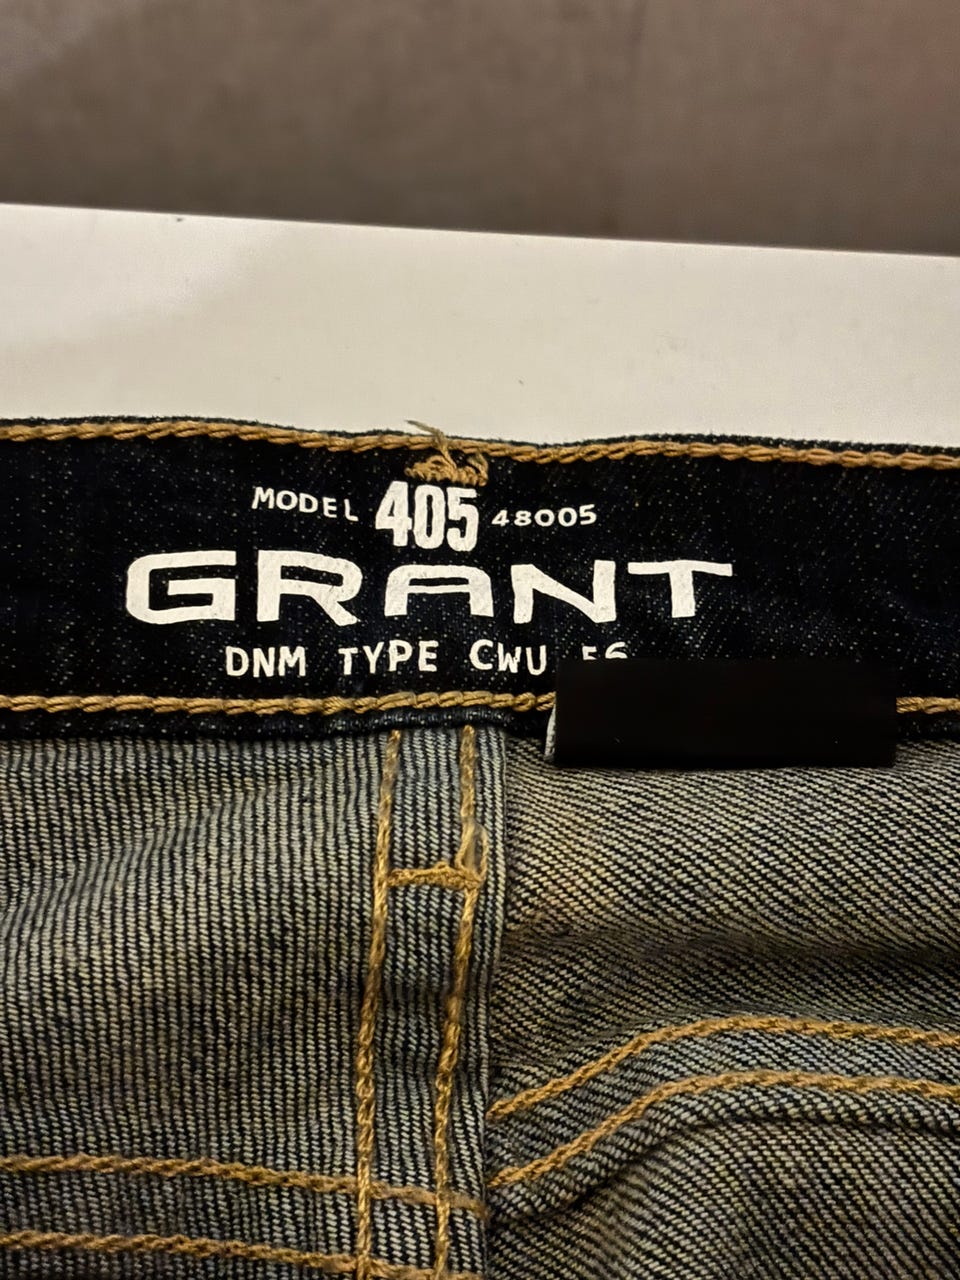 MODEL 405 48005
GRANT
DNM TYPE CWU